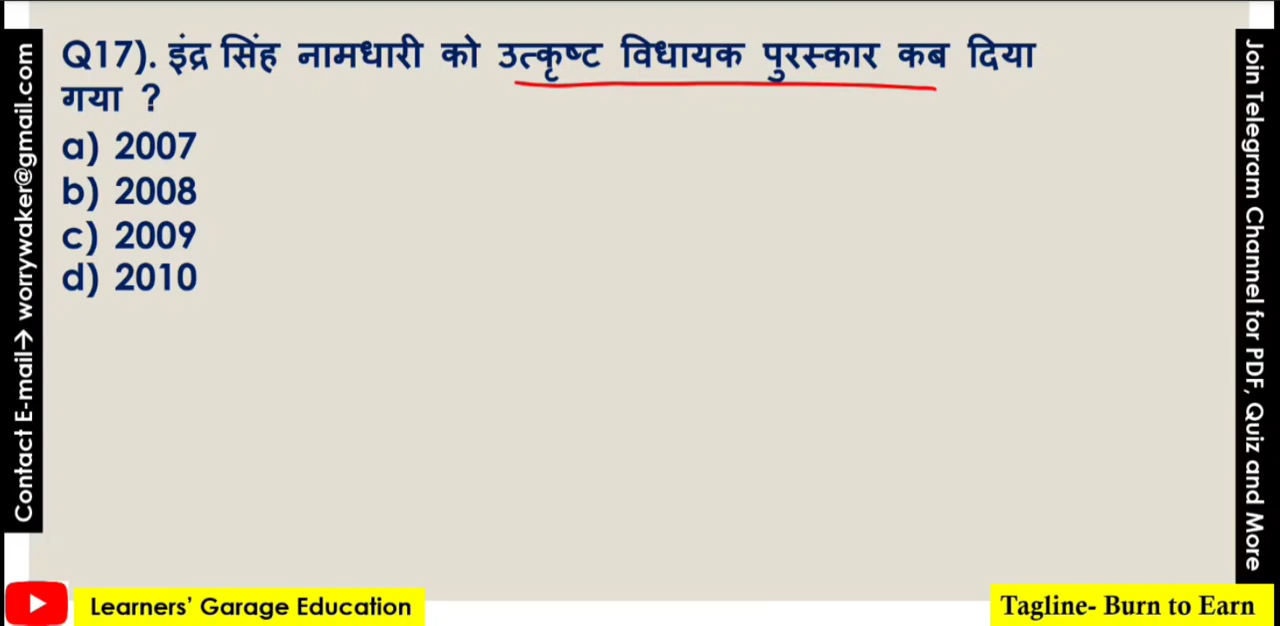 Q17). इंद्र सिंह नामधारी को उत्कृष्ट विधायक पुरस्कार कब दिया
गया ?
a) 2007
b) 2008
c) 2009
d) 2010
Contact E-mail→ worrywaker@gmail.com
Join Telegram Channel for PDF, Quiz and More
Learners’ Garage Education
Tagline- Burn to Earn